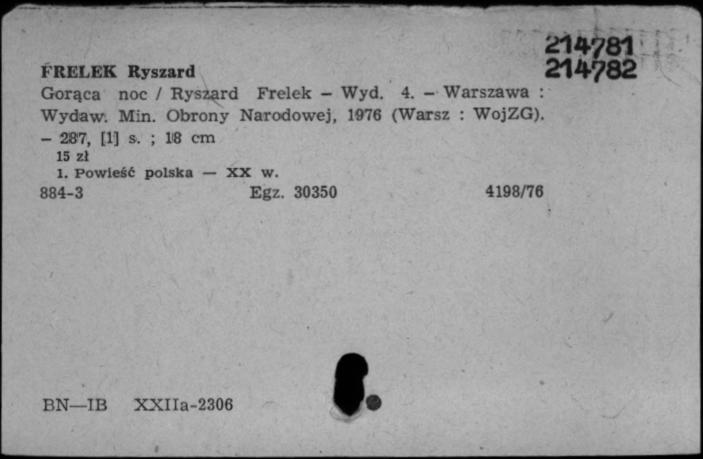 214781
214782
FRELEK Ryszard
Gorąca noc / Ryszard Frelek — Wyd. 4. — Warszawa :
Wydaw. Min. Obrony Narodowej, 1976 (Warsz : WojZG).
— 287, [1] s. ; 18 cm
15 zł
1. Powieść polska — XX w.
884-3 Egz. 30350 4198/76
BN—IB XXIIa-2306